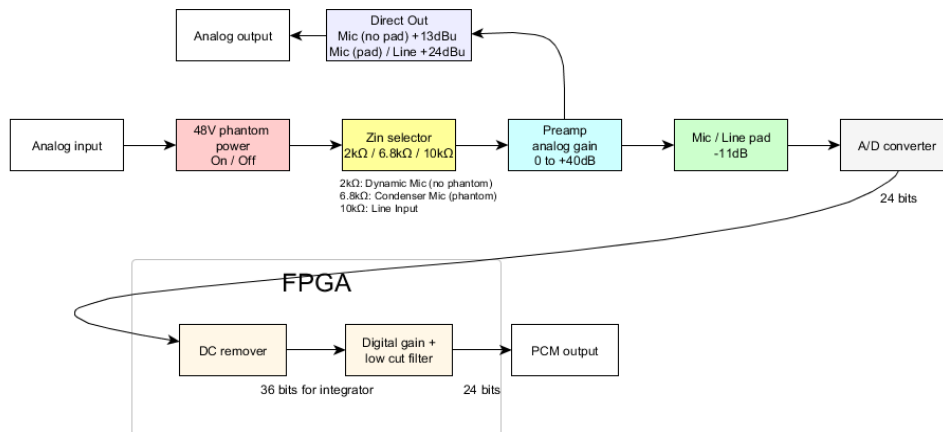 Direct Out
Mic (no pad) +13dBu
Mic (pad) / Line +24dBu
Analog output
Analog input
48V phantom
power
On / Off
Zin selector
2kΩ / 6.8kΩ / 10kΩ
Preamp
analog gain
0 to +40dB
Mic / Line pad
-11dB
A/D converter
2kΩ: Dynamic Mic (no phantom)
6.8kΩ: Condenser Mic (phantom)
10kΩ: Line Input
24 bits
FPGA
DC remover
Digital gain +
low cut filter
PCM output
36 bits for integrator
24 bits